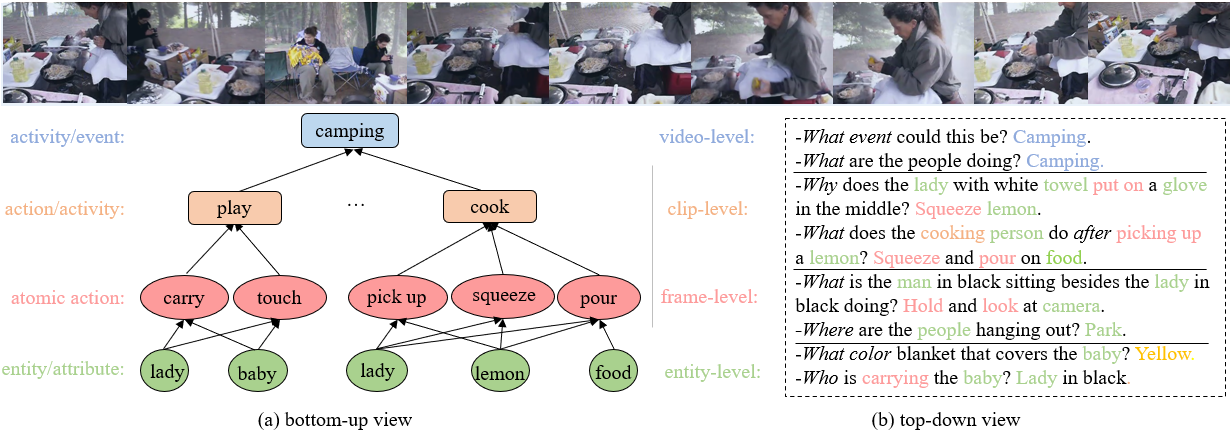 activity/event:
camping
video-level:
action/activity:
play
...
cook
clip-level:
atomic action:
carry
touch
pick up
squeeze
pour
frame-level:
entity/attribute:
lady
baby
lady
lemon
food
entity-level:
(a) bottom-up view
-What event could this be? Camping.
-What are the people doing? Camping.
-Why does the lady with white towel put on a glove
in the middle? Squeeze lemon.
-What does the cooking person do after picking up
a lemon? Squeeze and pour on food.
-What is the man in black sitting besides the lady in
black doing? Hold and look at camera.
-Where are the people hanging out? Park.
-What color blanket that covers the baby? Yellow.
-Who is carrying the baby? Lady in black.
(b) top-down view